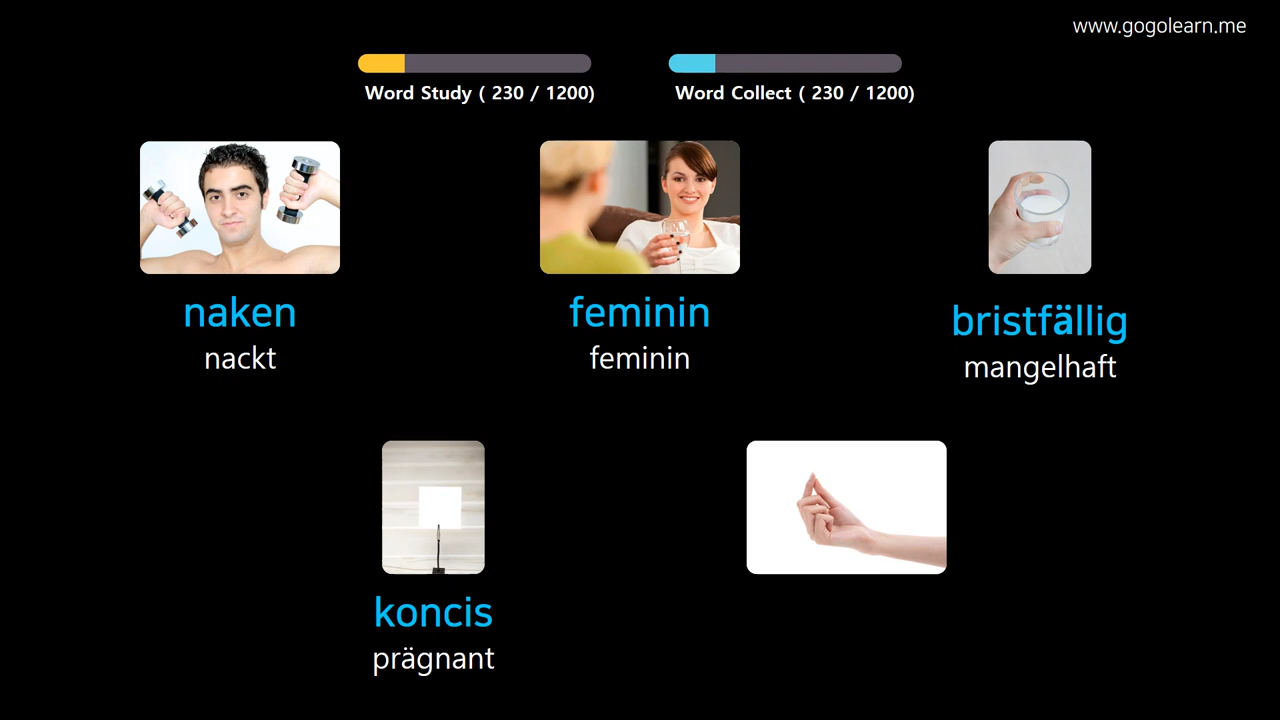 www.gogolearn.me
Word Study ( 230 / 1200)
Word Collect ( 230 / 1200)
naken
nackt
feminin
feminin
bristfällig
mangelhaft
koncis
prägnant